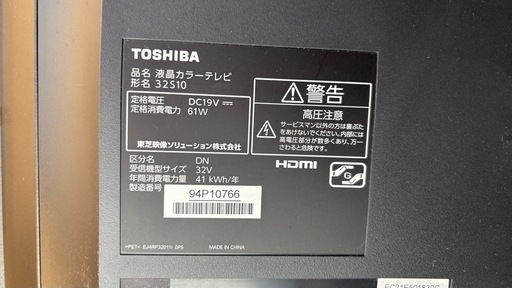 TOSHIBA
品名 液晶カラーテレビ
形名 32S10
定格電圧 DC19V ⎓
定格消費電力 61W
東芝映像ソリューション株式会社
区分名 DN
受信機型サイズ 32V
年間消費電力量 41 kWh/年
製造番号
94P10766
>PET< EJ4RP32011I DPS
MADE IN CHINA
警告
高圧注意
サービスマン以外の方は裏ぶた
をあけないでください。内部には
高電圧部分が数多くあり、万一
さわると危険です。
HDMI
G